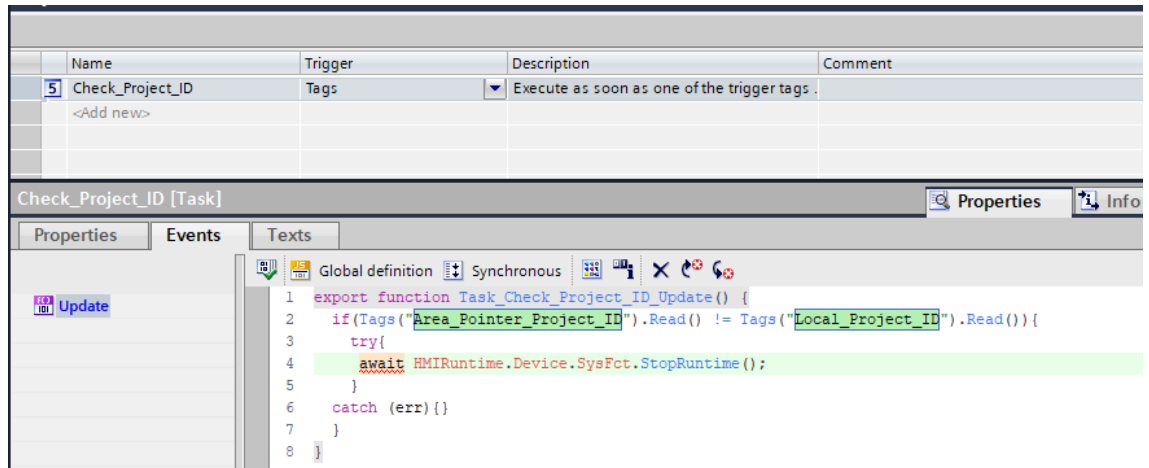 Name Trigger Description Comment
5 Check_Project_ID Tags Execute as soon as one of the trigger tags .
<Add new>
Check_Project_ID [Task] Properties Info
Properties Events Texts
Global definition Synchronous
Update
1 export function Task_Check_Project_ID_Update() {
2 if(Tags("Area_Pointer_Project_ID").Read() != Tags("Local_Project_ID").Read()){
3 try{
4 await HMIRuntime.Device.SysFct.StopRuntime();
5 }
6 catch (err){}
7 }
8 }